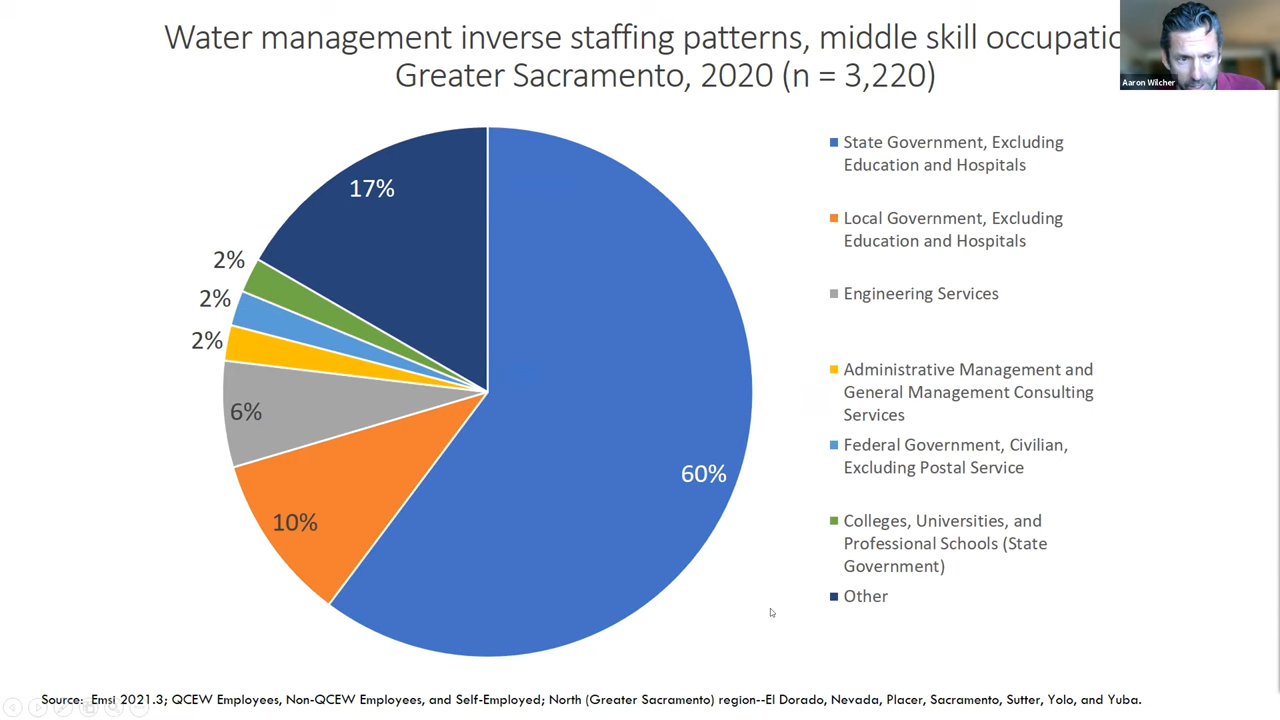 Water management inverse staffing patterns, middle skill
Greater Sacramento, 2020 (n = 3,220)
Aaron Wilcher
17%
2%
2%
2%
6%
10%
60%
State Government, Excluding
Education and Hospitals
Local Government, Excluding
Education and Hospitals
Engineering Services
Administrative Management and
General Management Consulting
Services
Federal Government, Civilian,
Excluding Postal Service
Colleges, Universities, and
Professional Schools (State
Government)
Other
Source: Emsi 2021.3; QCEW Employees, Non-QCEW Employees, and Self-Employed; North (Greater Sacramento) region--El Dorado, Nevada, Placer, Sacramento, Sutter, Yolo, and Yuba.